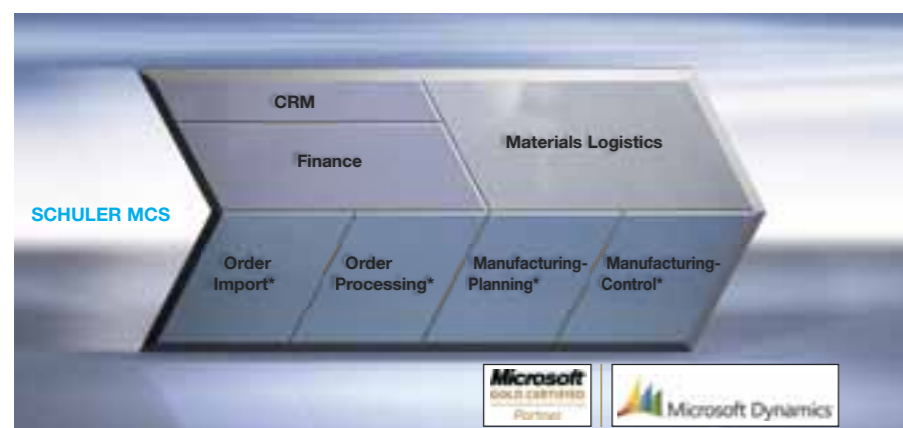 CRM
Materials Logistics
Finance
SCHULER MCS
Order
Import*
Order
Processing*
Manufacturing-
Planning*
Manufacturing-
Control*
Microsoft
GOLD CERTIFIED
Partner
Microsoft Dynamics